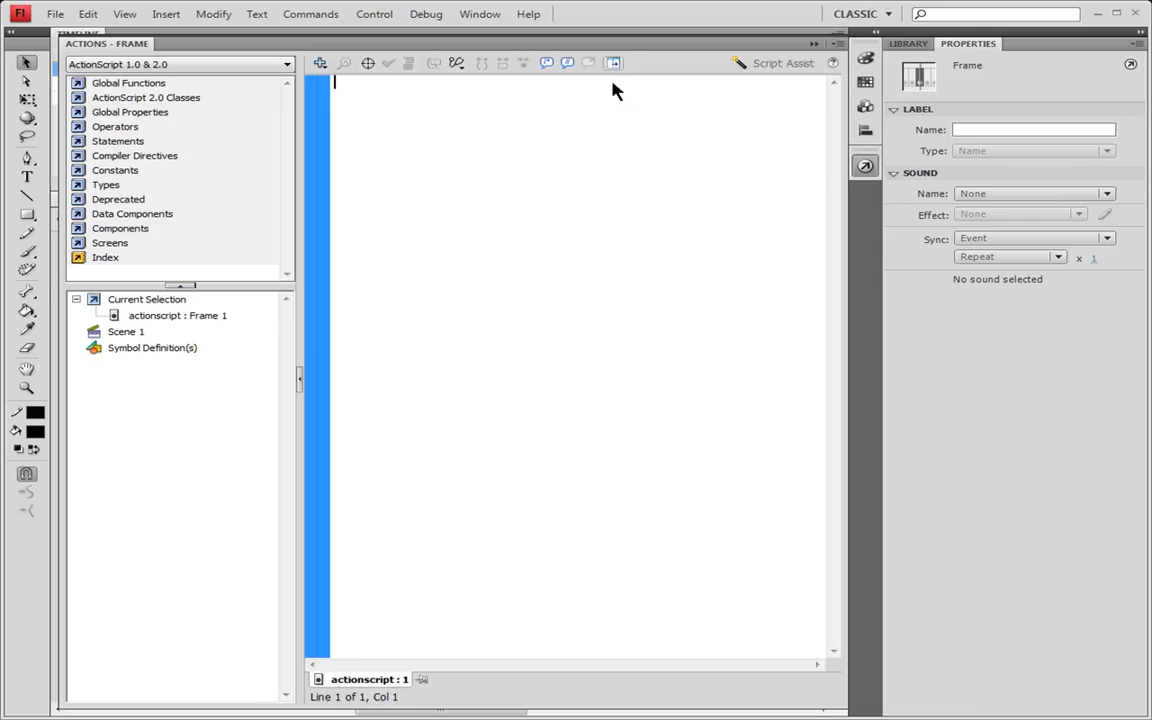 Fl File Edit View Insert Modify Text Commands Control Debug Window Help CLASSIC
TIMELINE
ACTIONS - FRAME
LIBRARY PROPERTIES
ActionScript 1.0 & 2.0
Script Assist
Frame
Global Functions
ActionScript 2.0 Classes
Global Properties
Operators
Statements
Compiler Directives
Constants
Types
Deprecated
Data Components
Components
Screens
Index
LABEL
Name:
Type: Name
SOUND
Name: None
Effect: None
Sync: Event
Repeat x 1
No sound selected
Current Selection
actionscript : Frame 1
Scene 1
Symbol Definition(s)
T
actionscript : 1
Line 1 of 1, Col 1